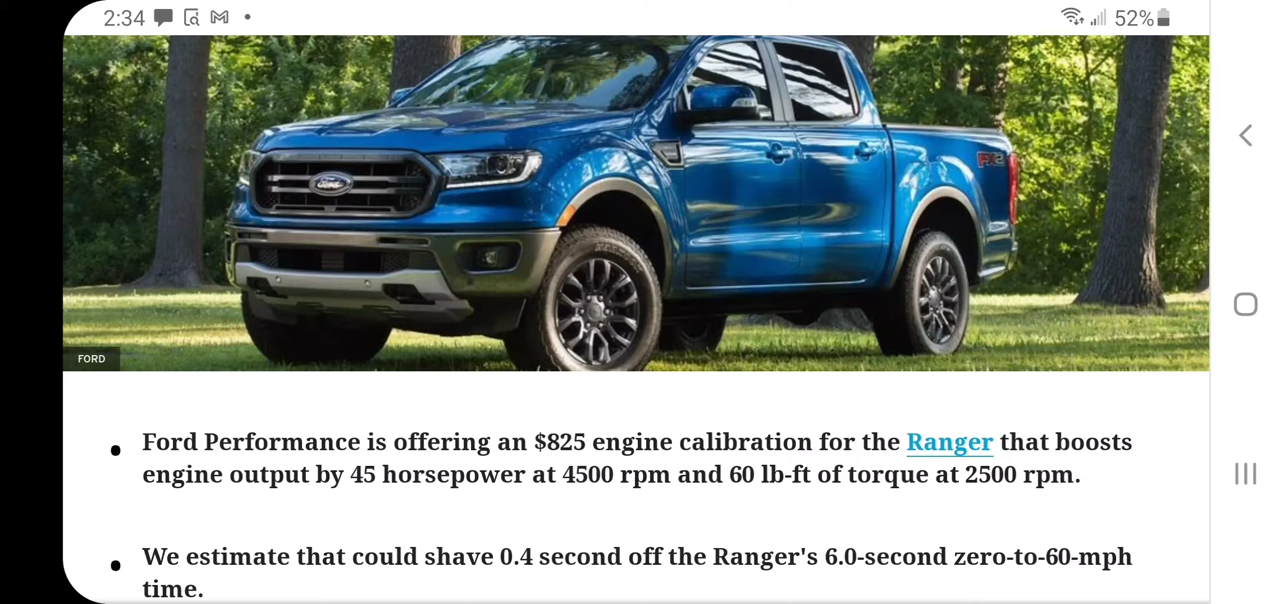 2:34
52%
Ford
FX2
FORD
• Ford Performance is offering an $825 engine calibration for the Ranger that boosts
engine output by 45 horsepower at 4500 rpm and 60 lb-ft of torque at 2500 rpm.
• We estimate that could shave 0.4 second off the Ranger's 6.0-second zero-to-60-mph
time.